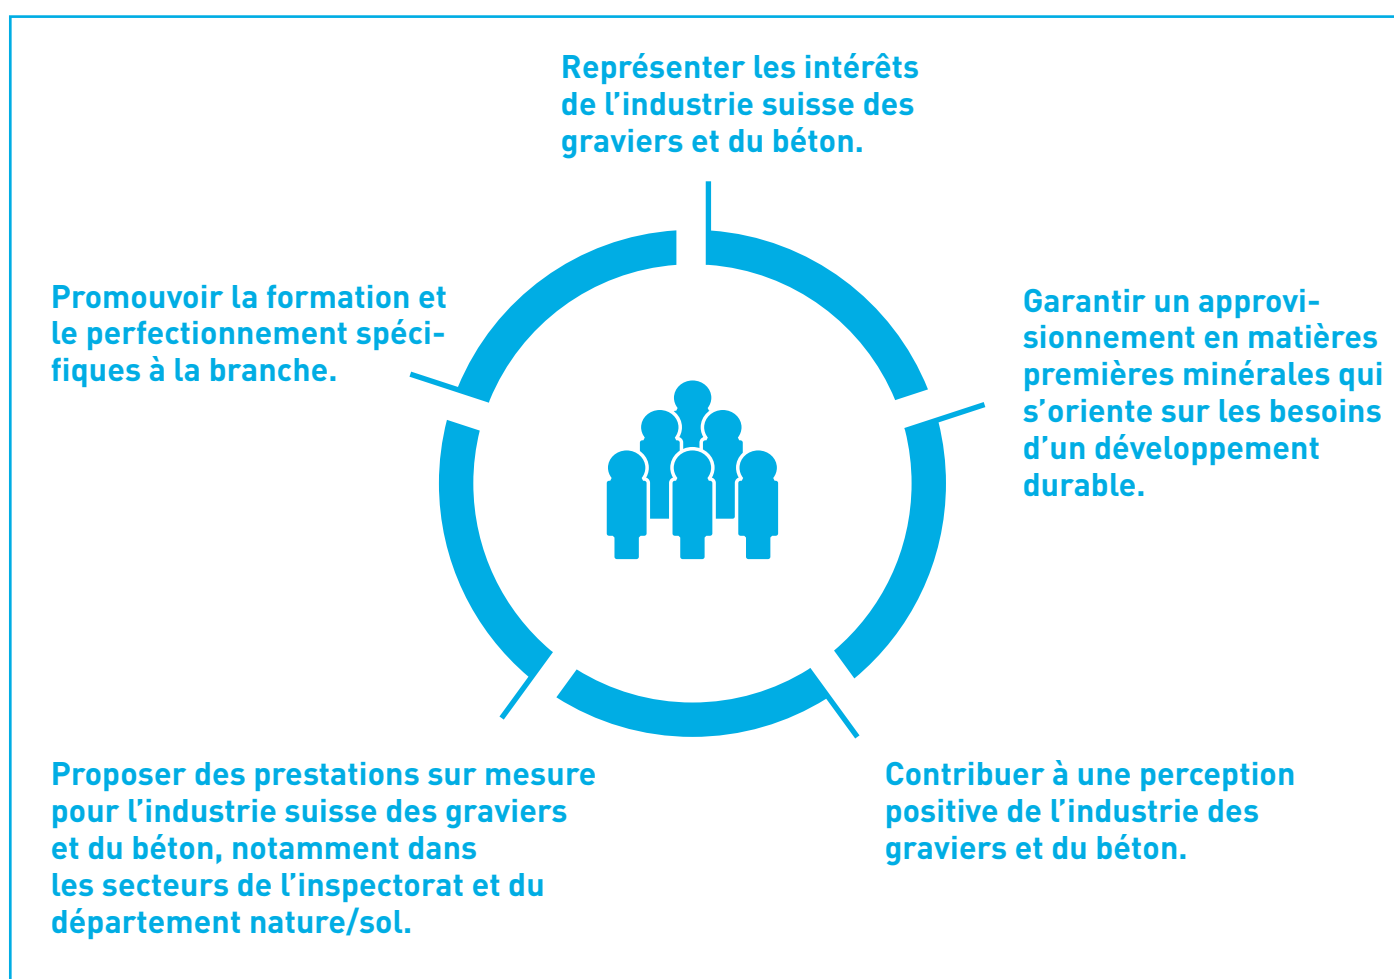 Représenter les intérêts
de l’industrie suisse des
graviers et du béton.
Garantir un approvi-
sionnement en matières
premières minérales qui
s’oriente sur les besoins
d’un développement
durable.
Contribuer à une perception
positive de l’industrie des
graviers et du béton.
Proposer des prestations sur mesure
pour l’industrie suisse des graviers
et du béton, notamment dans
les secteurs de l’inspectorat et du
département nature/sol.
Promouvoir la formation et
le perfectionnement spéci-
fiques à la branche.